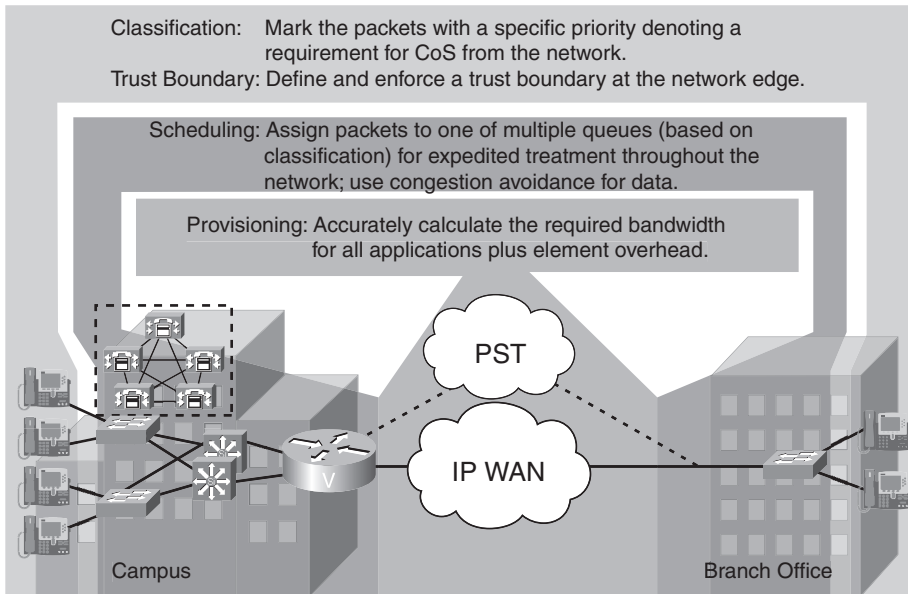 Classification: Mark the packets with a specific priority denoting a
requirement for CoS from the network.
Trust Boundary: Define and enforce a trust boundary at the network edge.
Scheduling: Assign packets to one of multiple queues (based on
classification) for expedited treatment throughout the
network; use congestion avoidance for data.
Provisioning: Accurately calculate the required bandwidth
for all applications plus element overhead.
PST
IP WAN
V
Campus
Branch Office